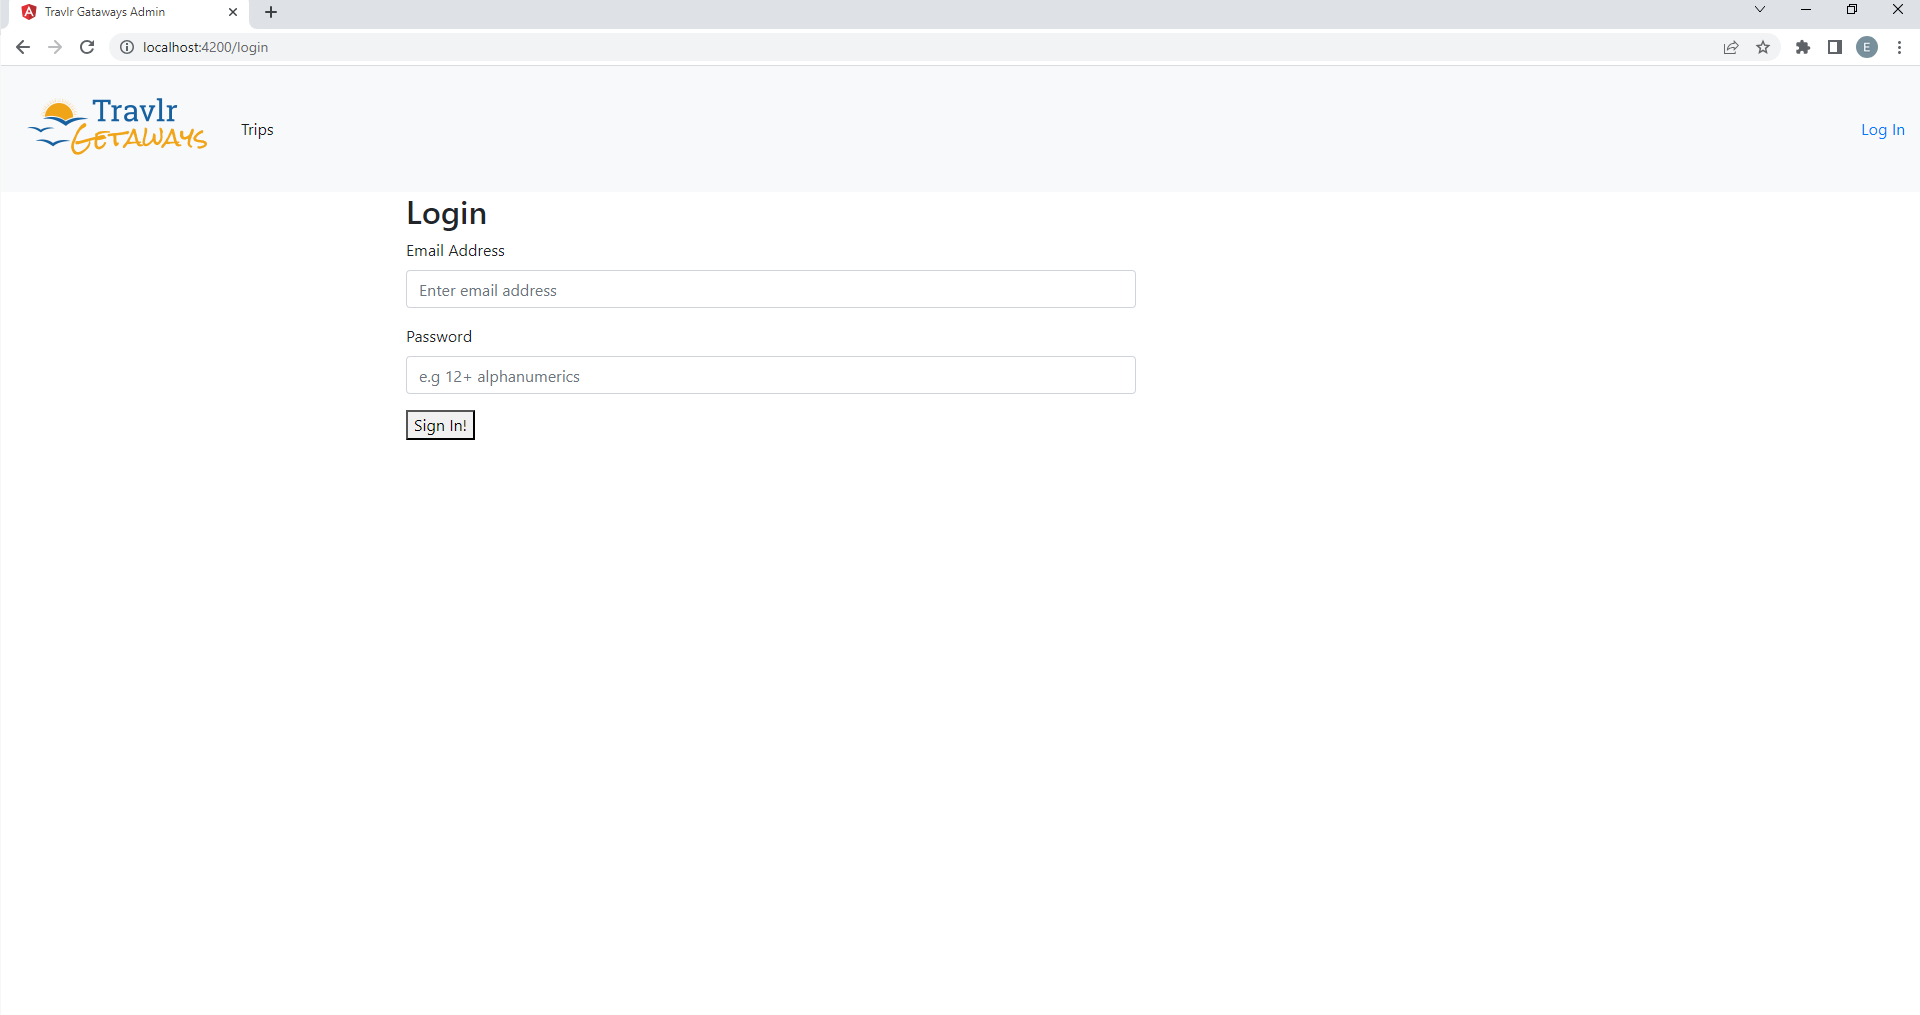 Travlr Gataways Admin
localhost:4200/login
E
Travlr
Getaways
Trips
Log In
Login
Email Address
Enter email address
Password
e.g 12+ alphanumerics
Sign In!